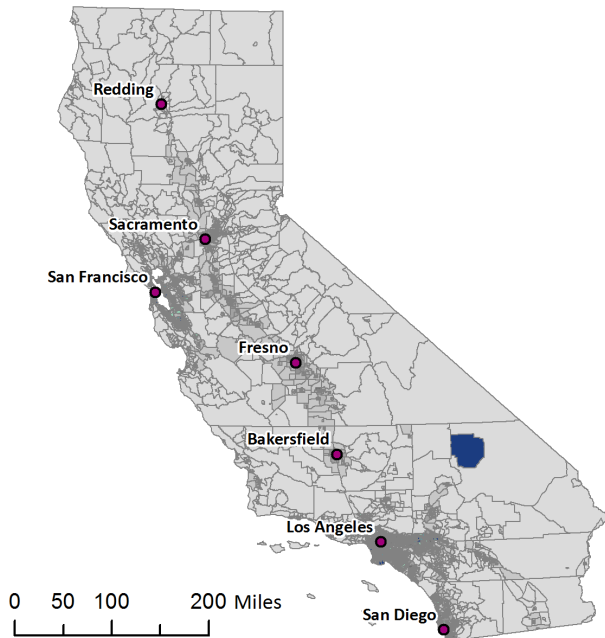 Redding
Sacramento
San Francisco
Fresno
Bakersfield
Los Angeles
San Diego
0 50 100 200 Miles